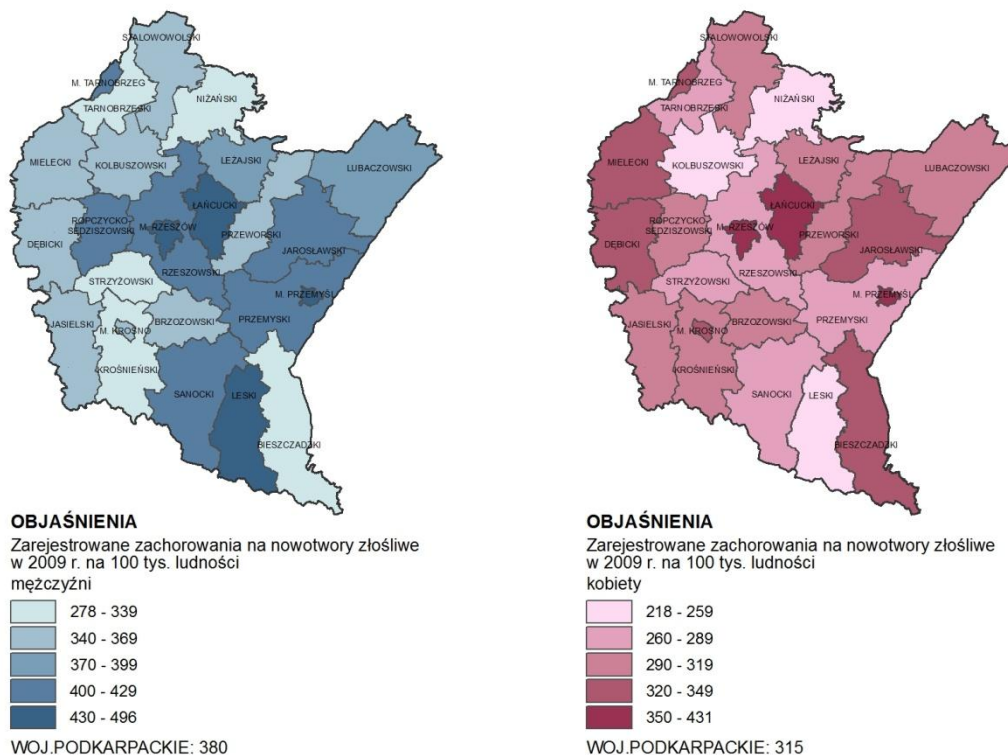 STALOWOWOLSKI
M. TARNOBRZEG
TARNOBRZESKI
NIŻAŃSKI
MIELECKI
KOLBUSZOWSKI
LEŻAJSKI
LUBACZOWSKI
ŁAŃCUCKI
ROPCZYCKO-
SĘDZISZOWSKI
M. RZESZÓW
DĘBICKI
PRZEWORSKI
JAROSŁAWSKI
RZESZOWSKI
STRZYŻOWSKI
M. PRZEMYŚL
PRZEMYSKI
JASIELSKI
M. KROSNO
BRZOZOWSKI
KROŚNIEŃSKI
SANOCKI
LESKI
BIESZCZADZKI
OBJAŚNIENIA
Zarejestrowane zachorowania na nowotwory złośliwe
w 2009 r. na 100 tys. ludności
mężczyźni
278 - 339
340 - 369
370 - 399
400 - 429
430 - 496
WOJ.PODKARPACKIE: 380
STALOWOWOLSKI
M. TARNOBRZEG
TARNOBRZESKI
NIŻAŃSKI
MIELECKI
KOLBUSZOWSKI
LEŻAJSKI
LUBACZOWSKI
ŁAŃCUCKI
ROPCZYCKO-
SĘDZISZOWSKI
M. RZESZÓW
DĘBICKI
PRZEWORSKI
JAROSŁAWSKI
RZESZOWSKI
STRZYŻOWSKI
M. PRZEMYŚL
PRZEMYSKI
JASIELSKI
M. KROSNO
BRZOZOWSKI
KROŚNIEŃSKI
SANOCKI
LESKI
BIESZCZADZKI
OBJAŚNIENIA
Zarejestrowane zachorowania na nowotwory złośliwe
w 2009 r. na 100 tys. ludności
kobiety
218 - 259
260 - 289
290 - 319
320 - 349
350 - 431
WOJ.PODKARPACKIE: 315